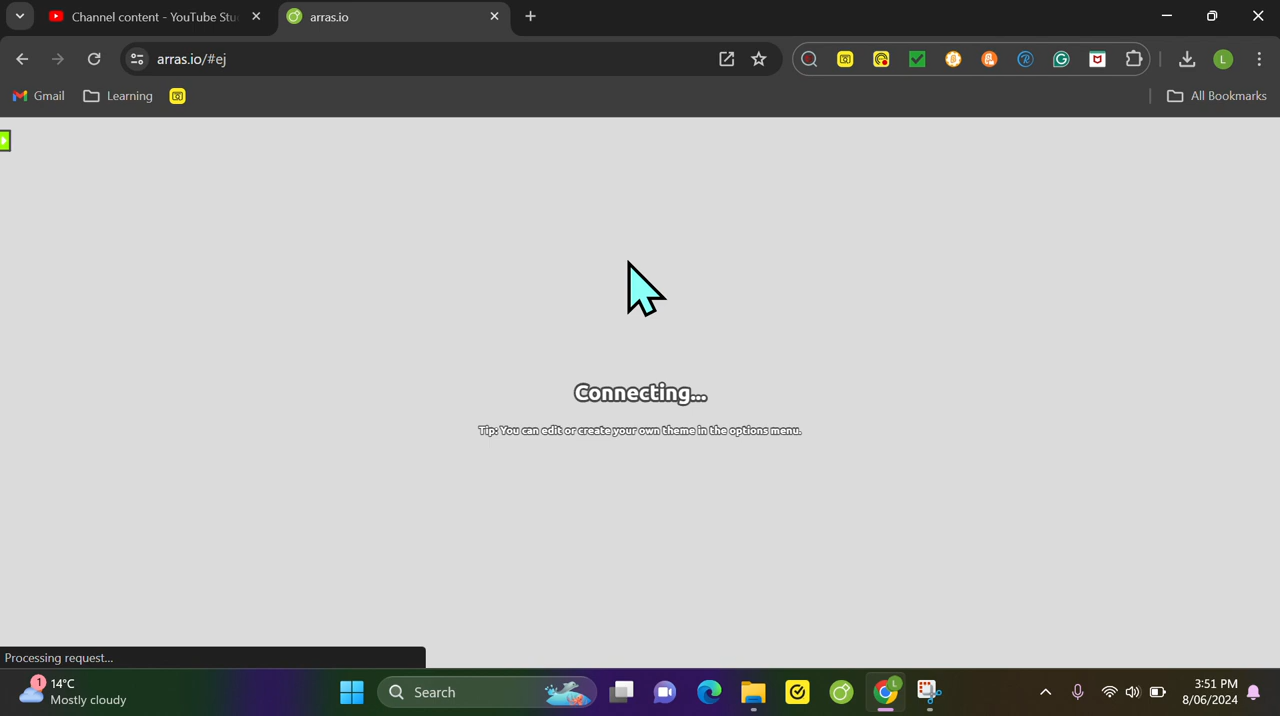 Channel content - YouTube Stu
arras.io
arras.io/#ej
L
Gmail
Learning
All Bookmarks
Connecting...
Tip: You can edit or create your own theme in the options menu.
Processing request...
1
14°C
Mostly cloudy
Search
L
3:51 PM
8/06/2024